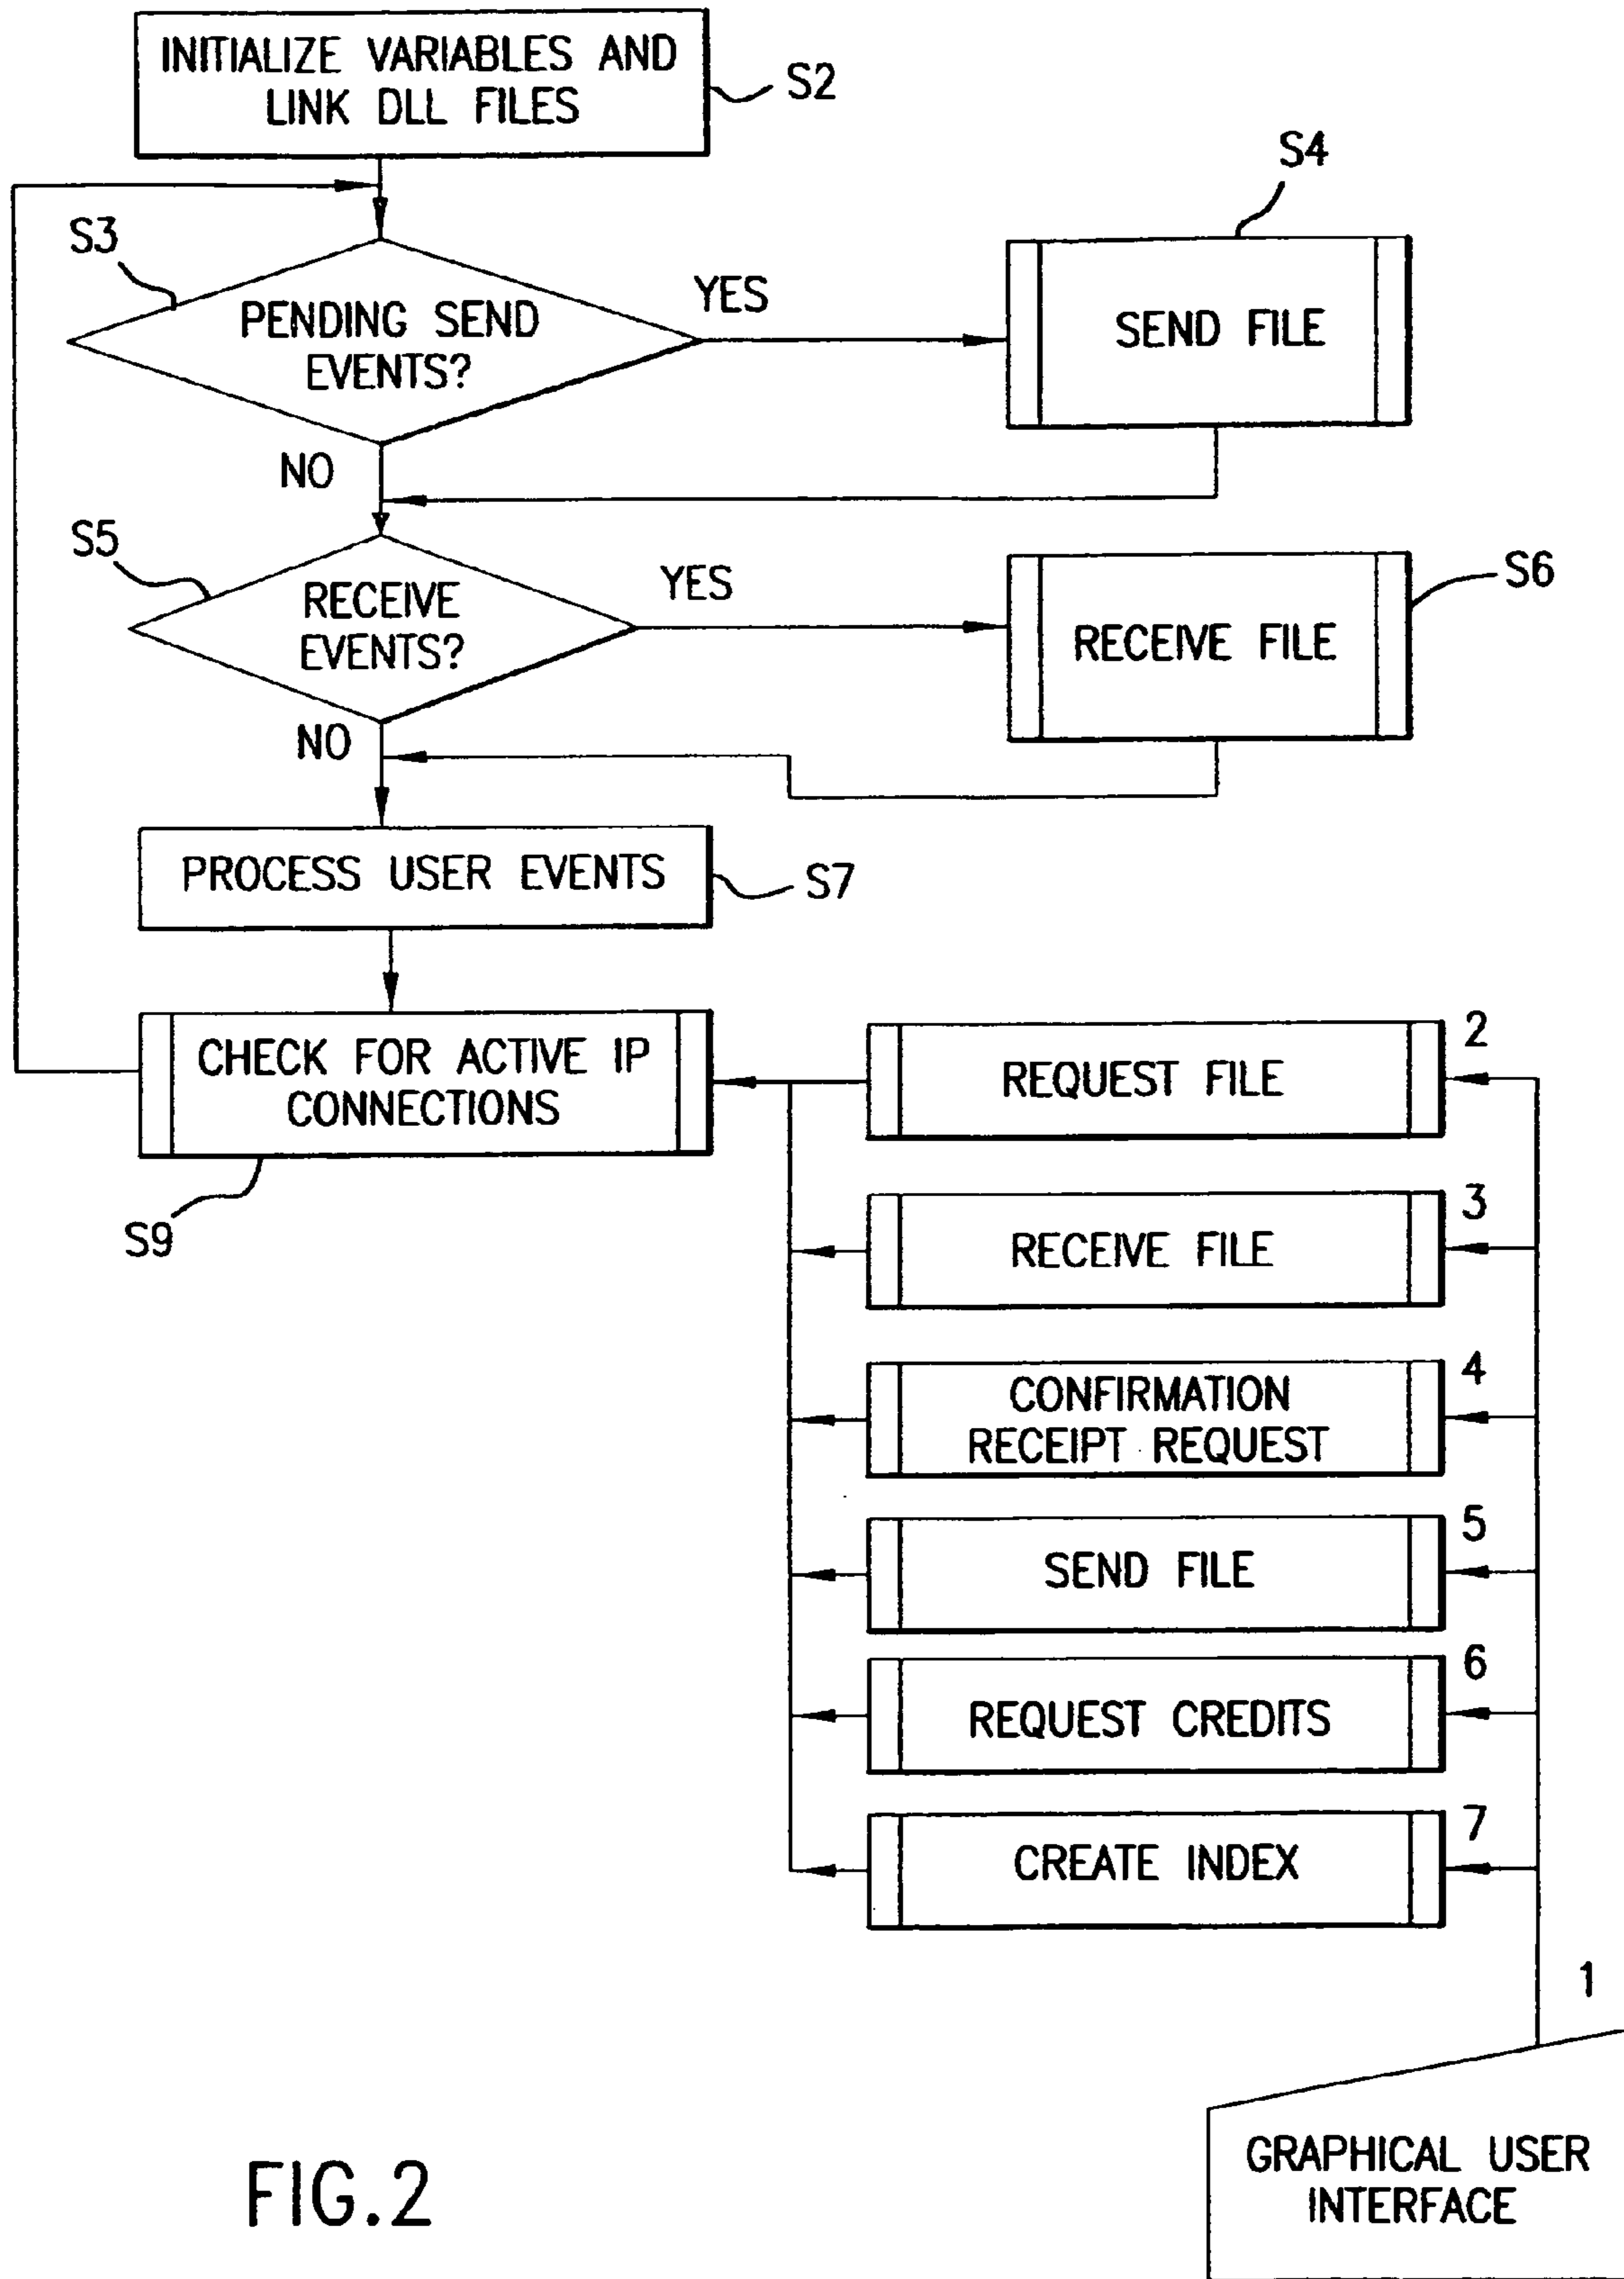 INITIALIZE VARIABLES AND
LINK DLL FILES
S2
S4
S3
PENDING SEND
EVENTS?
YES
SEND FILE
NO
S5
RECEIVE
EVENTS?
YES
RECEIVE FILE
S6
NO
PROCESS USER EVENTS
S7
CHECK FOR ACTIVE IP
CONNECTIONS
S9
REQUEST FILE
2
RECEIVE FILE
3
CONFIRMATION
RECEIPT REQUEST
4
SEND FILE
5
REQUEST CREDITS
6
CREATE INDEX
7
1
GRAPHICAL USER
INTERFACE
FIG.2